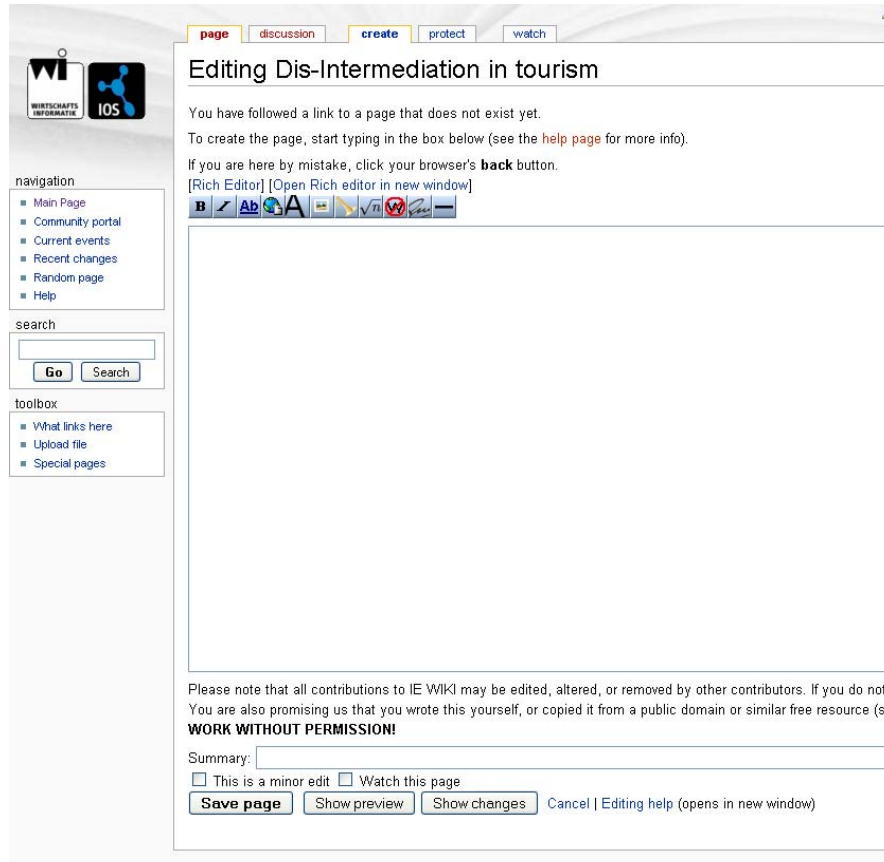 page discussion create protect watch
WI
WIRTSCHAFTS
INFORMATIK
IOS
Editing Dis-Intermediation in tourism
You have followed a link to a page that does not exist yet.
To create the page, start typing in the box below (see the help page for more info).
If you are here by mistake, click your browser's back button.
[Rich Editor] [Open Rich editor in new window]
B I Ab A √n W
navigation
Main Page
Community portal
Current events
Recent changes
Random page
Help
search
Go Search
toolbox
What links here
Upload file
Special pages
Please note that all contributions to IE WIKI may be edited, altered, or removed by other contributors. If you do not
You are also promising us that you wrote this yourself, or copied it from a public domain or similar free resource (s
WORK WITHOUT PERMISSION!
Summary:
This is a minor edit Watch this page
Save page Show preview Show changes Cancel | Editing help (opens in new window)